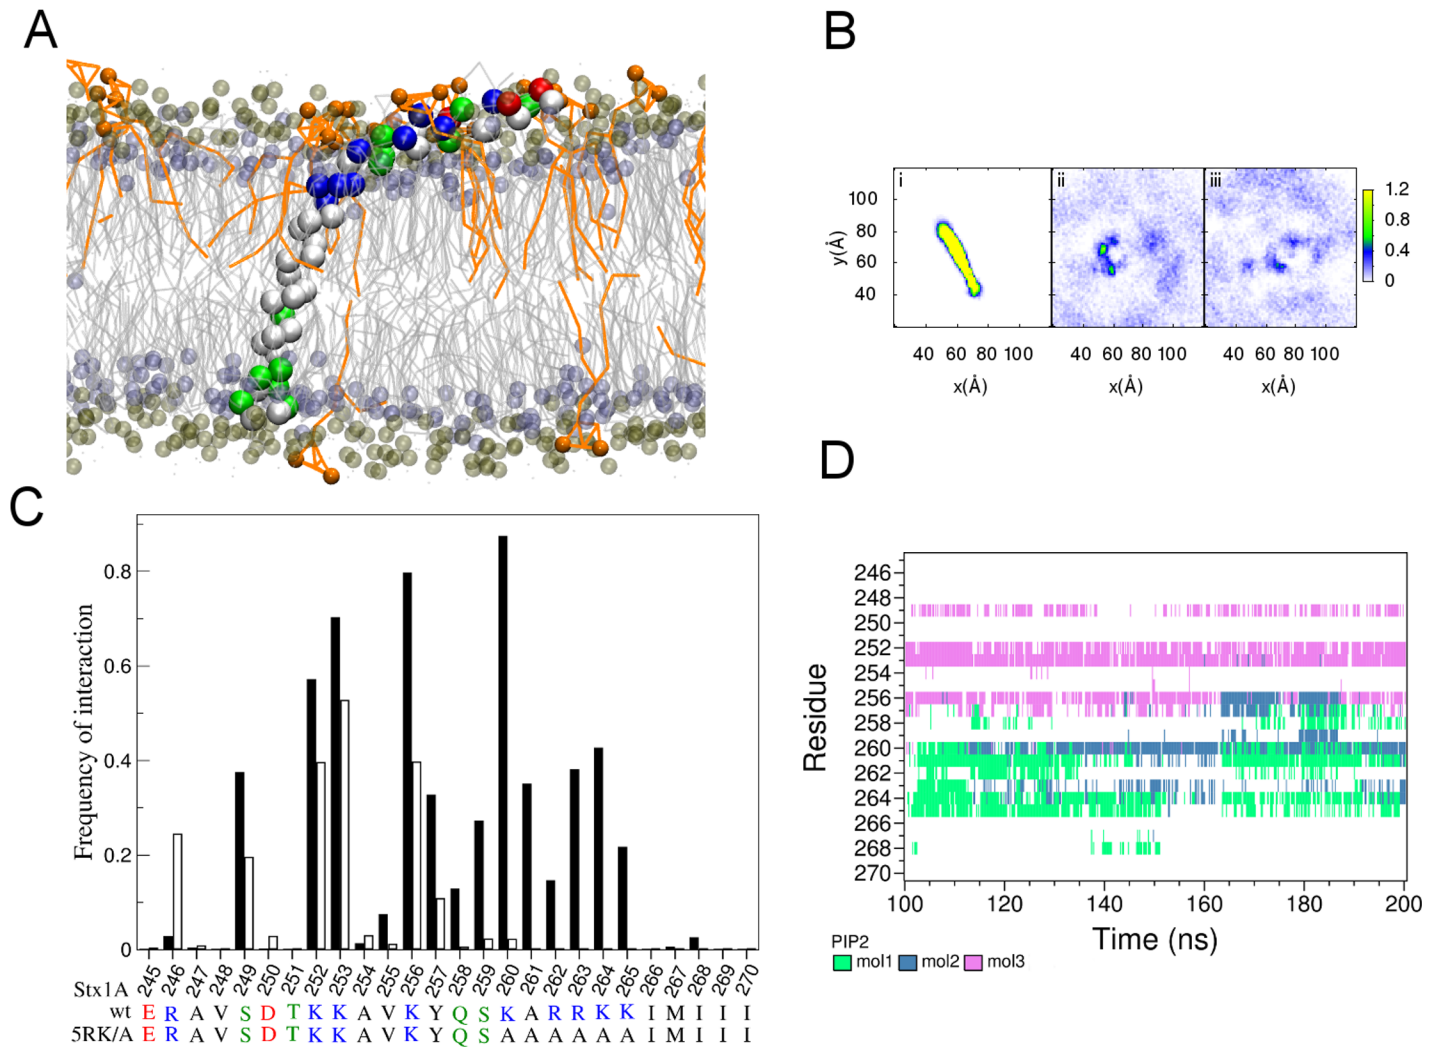 A
B
i
ii
iii
1.2
0.8
0.4
0
100
80
60
40
y(Å)
40 60 80 100
40 60 80 100
40 60 80 100
x(Å)
x(Å)
x(Å)
C
0.8
0.6
0.4
0.2
0
Frequency of interaction
245 246 247 248 249 250 251 252 253 254 255 256 257 258 259 260 261 262 263 264 265 266 267 268 269 270
Stx1A
wt E R A V S D T K K A V K Y Q S K A R R K K I M I I I
5RK/A E R A V S D T K K A V K Y Q S A A A A A A I M I I I
D
246
248
250
252
254
256
258
260
262
264
266
268
270
Residue
100 120 140 160 180 200
Time (ns)
PIP2
mol1 mol2 mol3